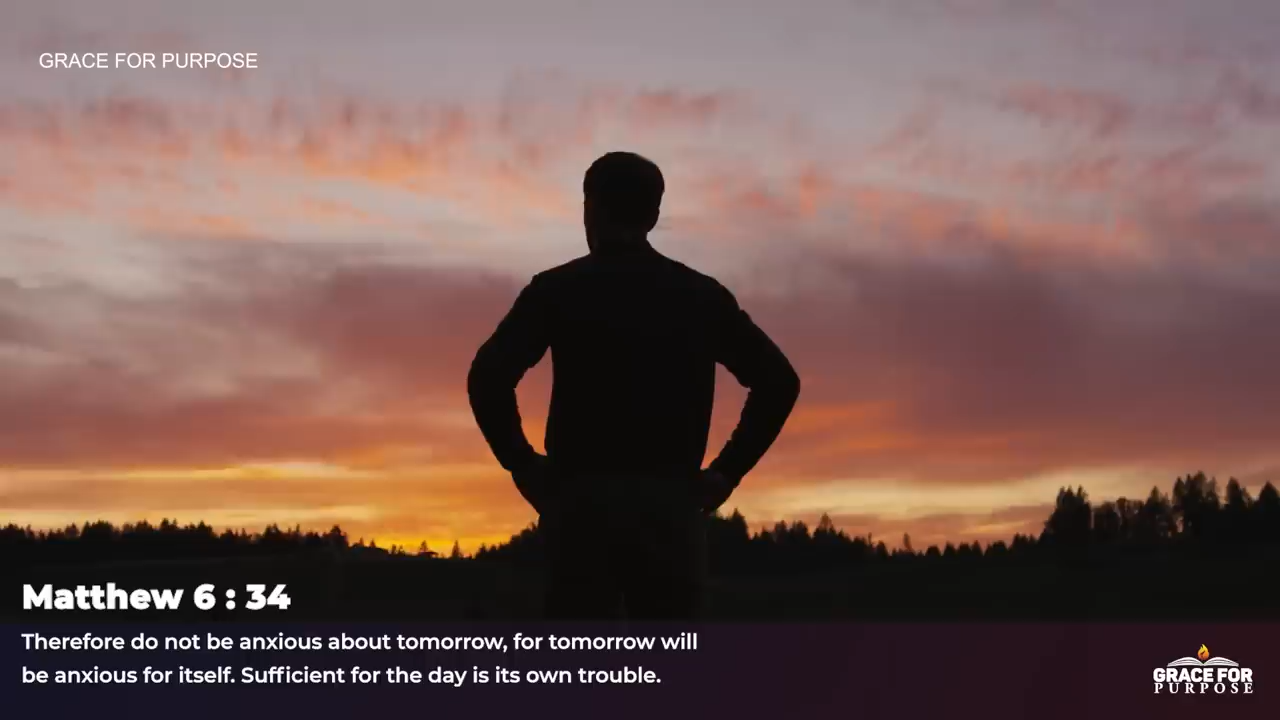 GRACE FOR PURPOSE
Matthew 6 : 34
Therefore do not be anxious about tomorrow, for tomorrow will
be anxious for itself. Sufficient for the day is its own trouble.
GRACE FOR
PURPOSE